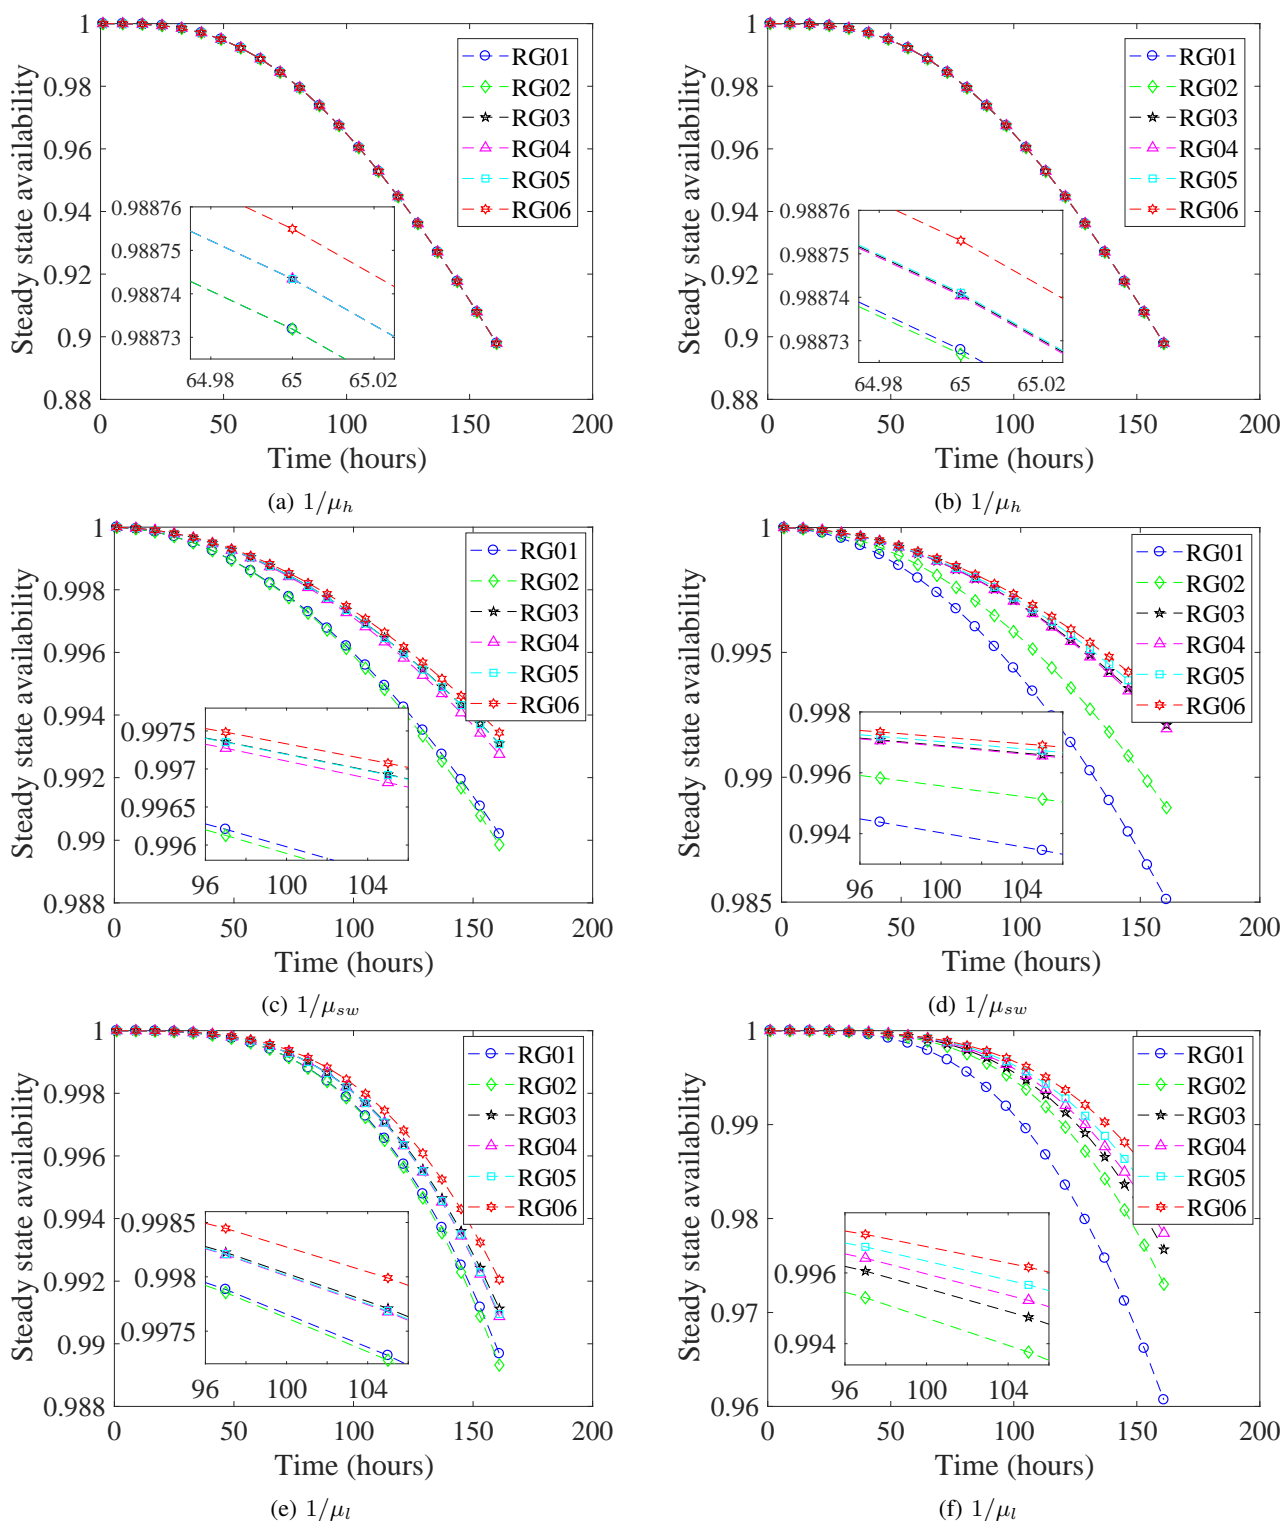 Steady state availability
1
0.98
0.96
0.94
0.92
0.9
0.88
0 50 100 150 200
Time (hours)
RG01
RG02
RG03
RG04
RG05
RG06
0.98876
0.98875
0.98874
0.98873
64.98 65 65.02
(a) 1/μh
Steady state availability
1
0.98
0.96
0.94
0.92
0.9
0.88
0 50 100 150 200
Time (hours)
RG01
RG02
RG03
RG04
RG05
RG06
0.98876
0.98875
0.98874
0.98873
64.98 65 65.02
(b) 1/μh
Steady state availability
1
0.998
0.996
0.994
0.992
0.99
0.988
0 50 100 150 200
Time (hours)
RG01
RG02
RG03
RG04
RG05
RG06
0.9975
0.997
0.9965
0.996
96 100 104
(c) 1/μsw
Steady state availability
1
0.995
0.99
0.985
0 50 100 150 200
Time (hours)
RG01
RG02
RG03
RG04
RG05
RG06
0.998
0.996
0.994
96 100 104
(d) 1/μsw
Steady state availability
1
0.998
0.996
0.994
0.992
0.99
0.988
0 50 100 150 200
Time (hours)
RG01
RG02
RG03
RG04
RG05
RG06
0.9985
0.998
0.9975
96 100 104
(e) 1/μl
Steady state availability
1
0.99
0.98
0.97
0.96
0 50 100 150 200
Time (hours)
RG01
RG02
RG03
RG04
RG05
RG06
0.996
0.994
96 100 104
(f) 1/μl